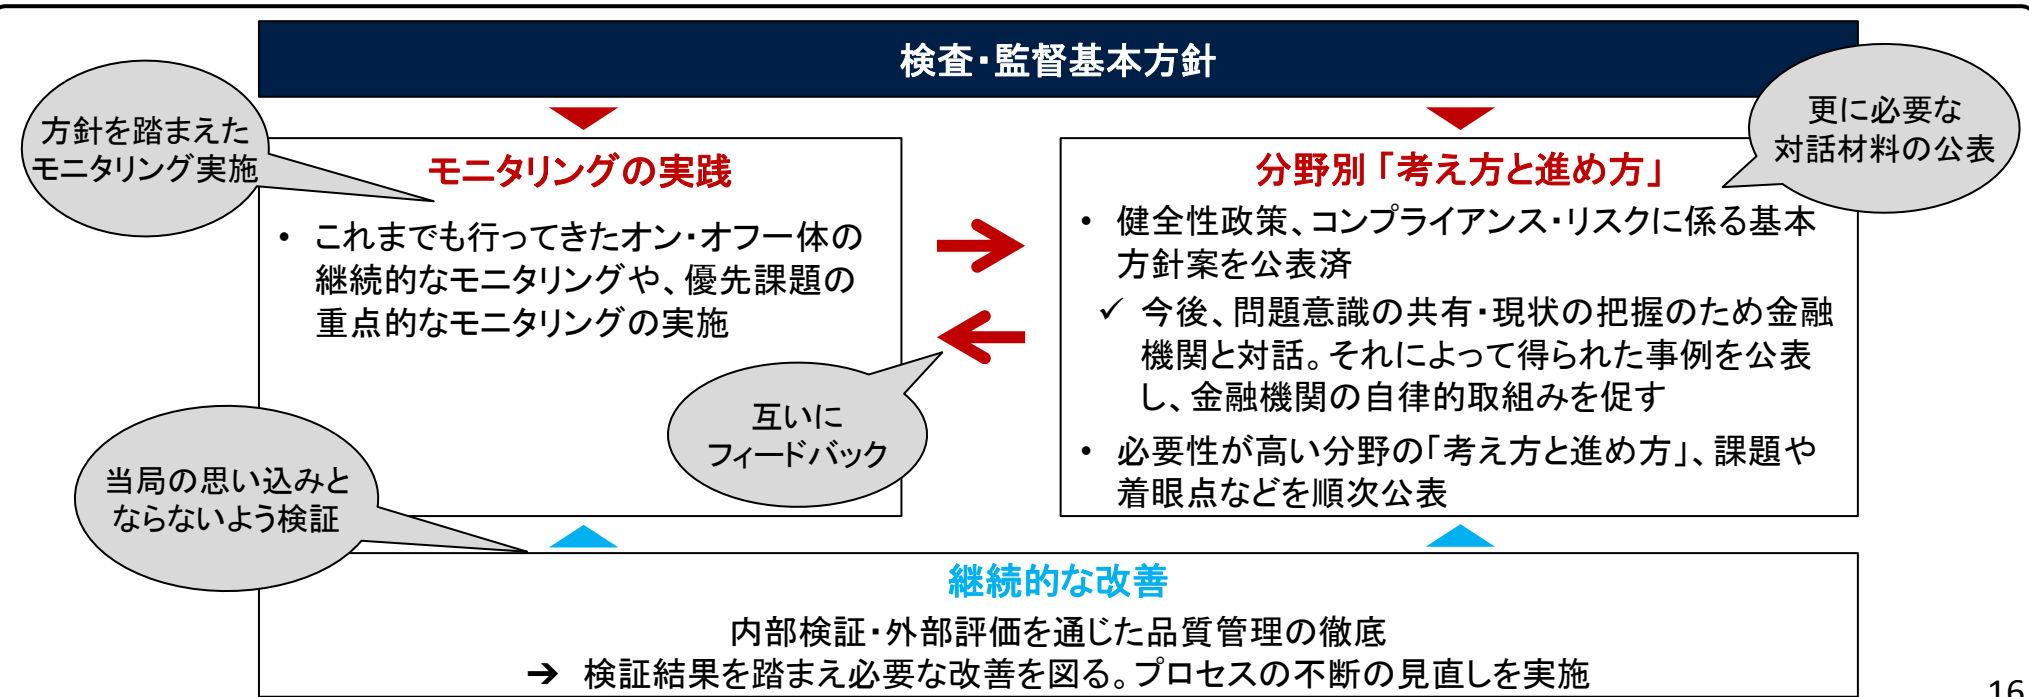 検査・監督基本方針
方針を踏まえた
モニタリング実施
更に必要な
対話材料の公表
モニタリングの実践
• これまでも行ってきたオン・オフ一体の
継続的なモニタリングや、優先課題の
重点的なモニタリングの実施
分野別「考え方と進め方」
• 健全性政策、コンプライアンス・リスクに係る基本
方針案を公表済
✓ 今後、問題意識の共有・現状の把握のため金融
機関と対話。それによって得られた事例を公表
し、金融機関の自律的取組みを促す
• 必要性が高い分野の「考え方と進め方」、課題や
着眼点などを順次公表
互いに
フィードバック
当局の思い込みと
ならないよう検証
継続的な改善
内部検証・外部評価を通じた品質管理の徹底
➔ 検証結果を踏まえ必要な改善を図る。プロセスの不断の見直しを実施
16